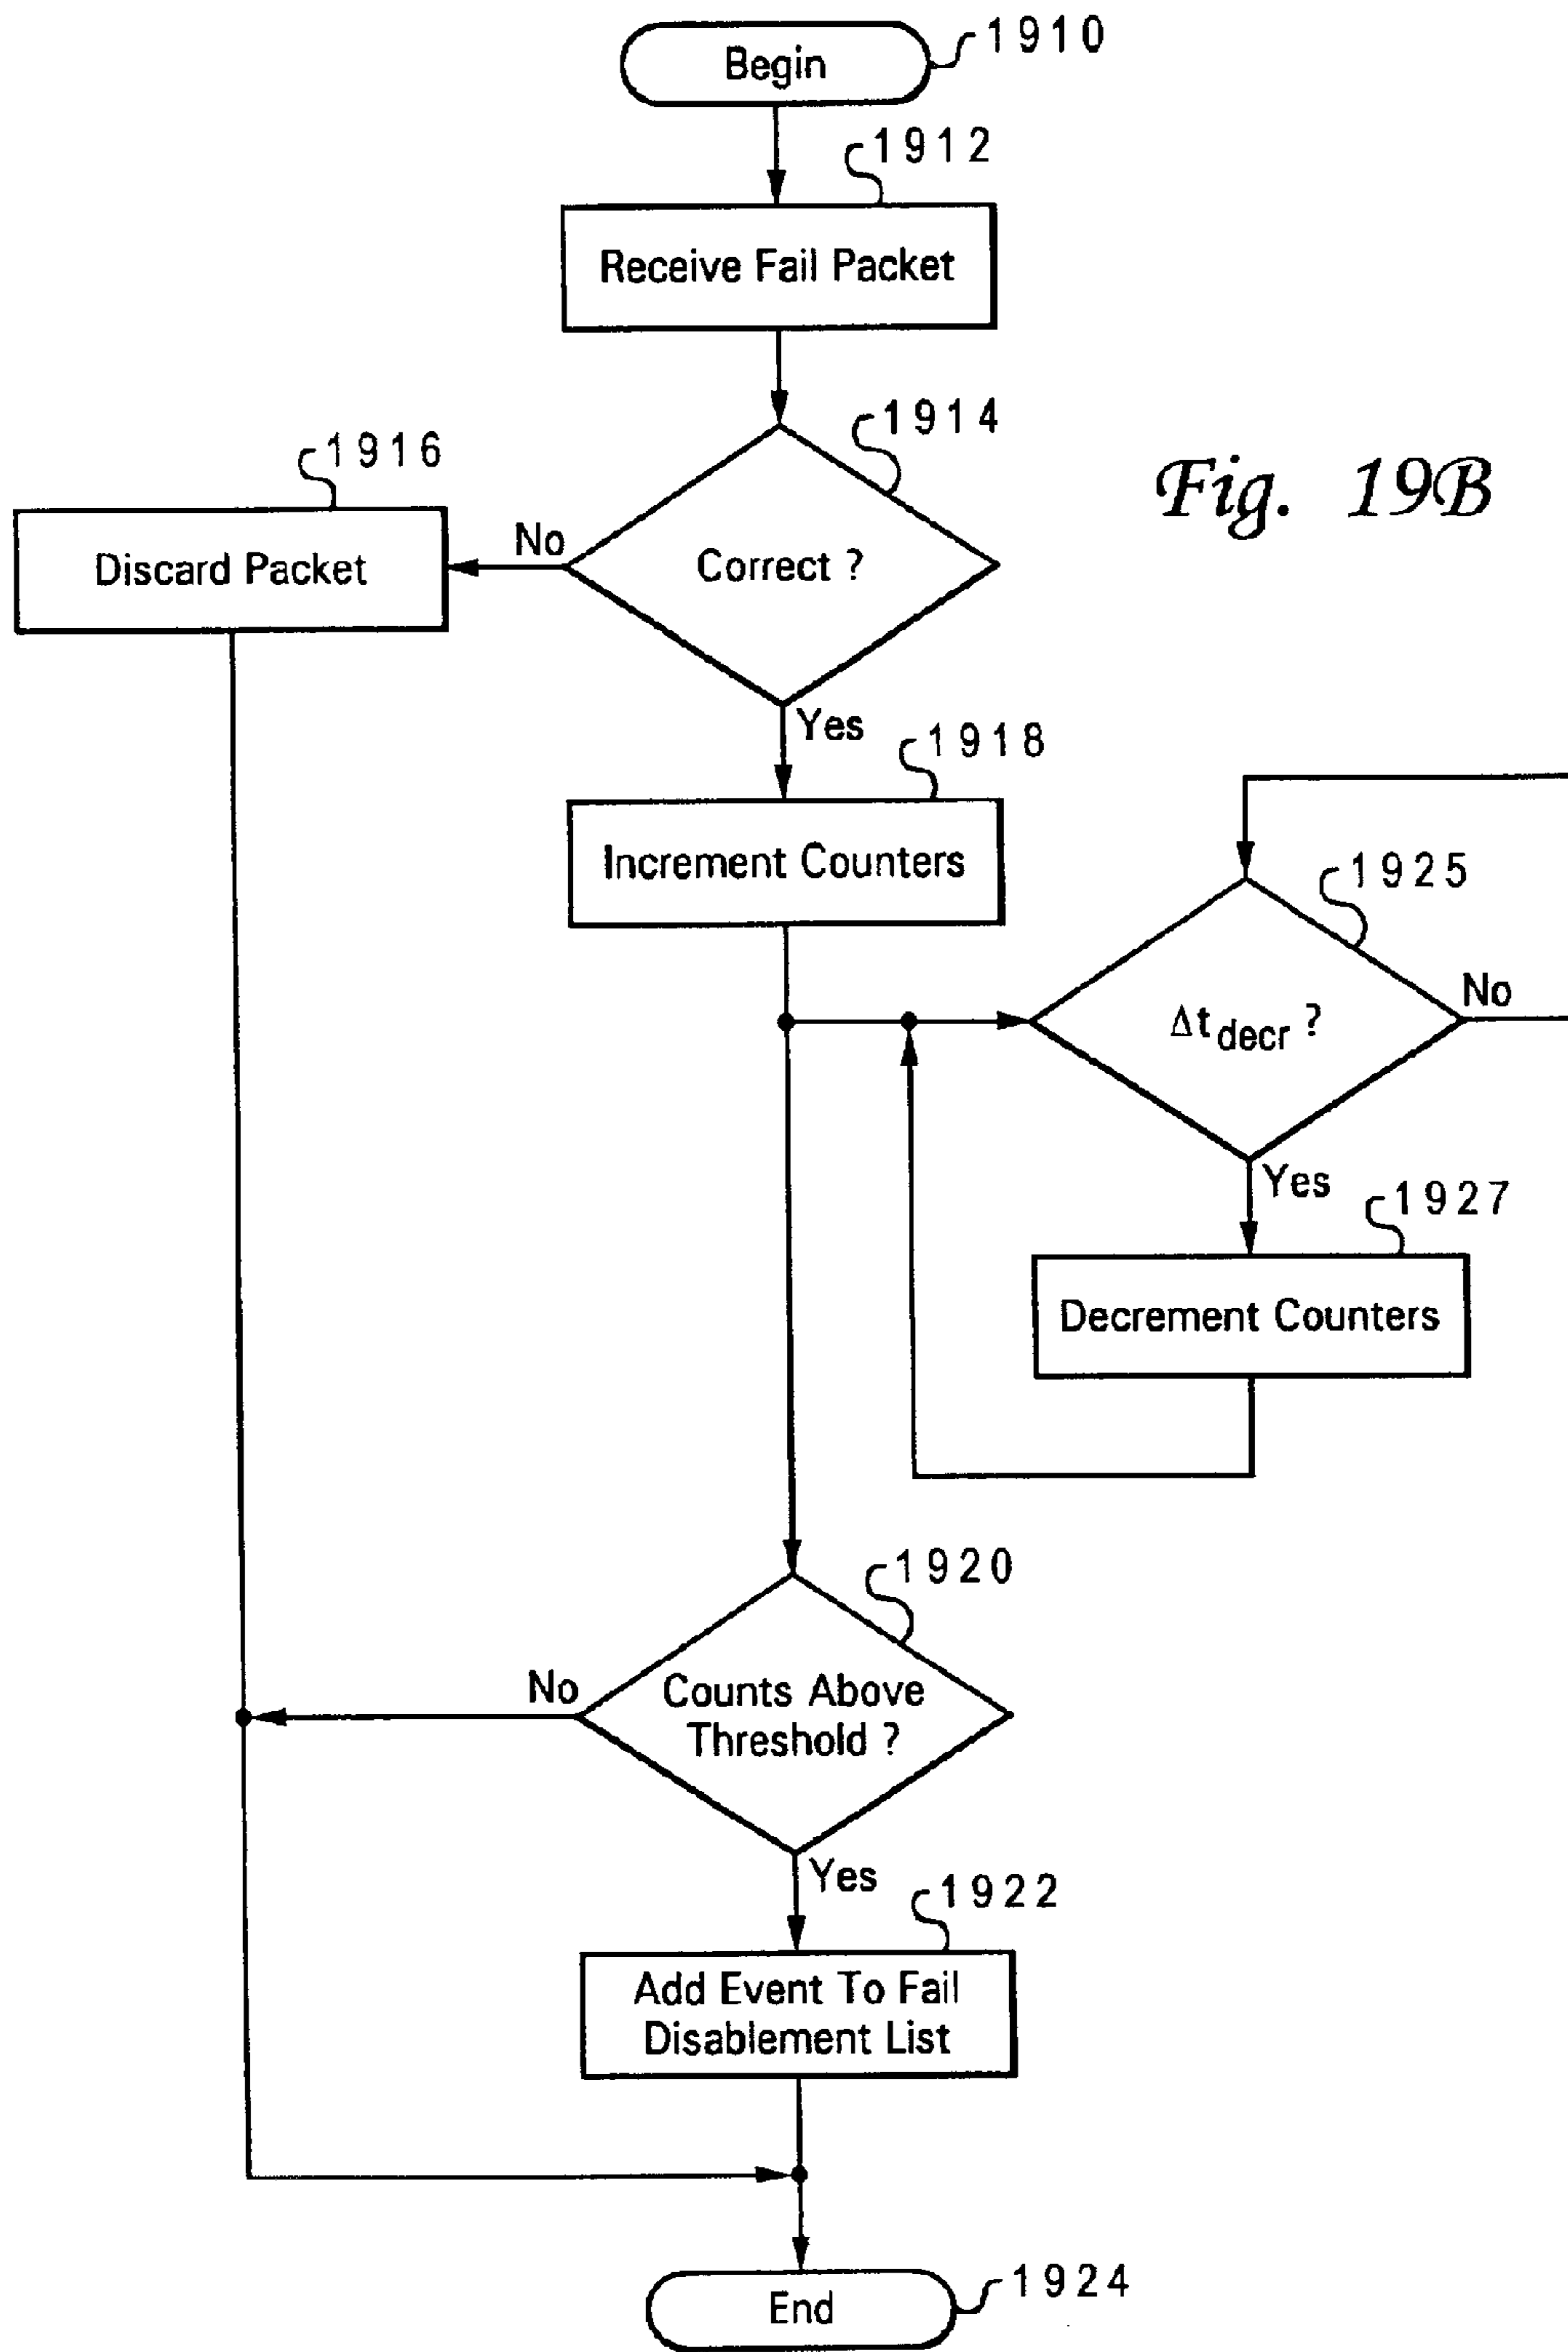 Begin
1910
1912
Receive Fail Packet
1914
1916
Fig. 19B
No
Discard Packet
Correct ?
Yes
1918
Increment Counters
1925
No
Δtdecr ?
Yes
1927
Decrement Counters
1920
No
Counts Above
Threshold ?
Yes
1922
Add Event To Fail
Disablement List
End
1924